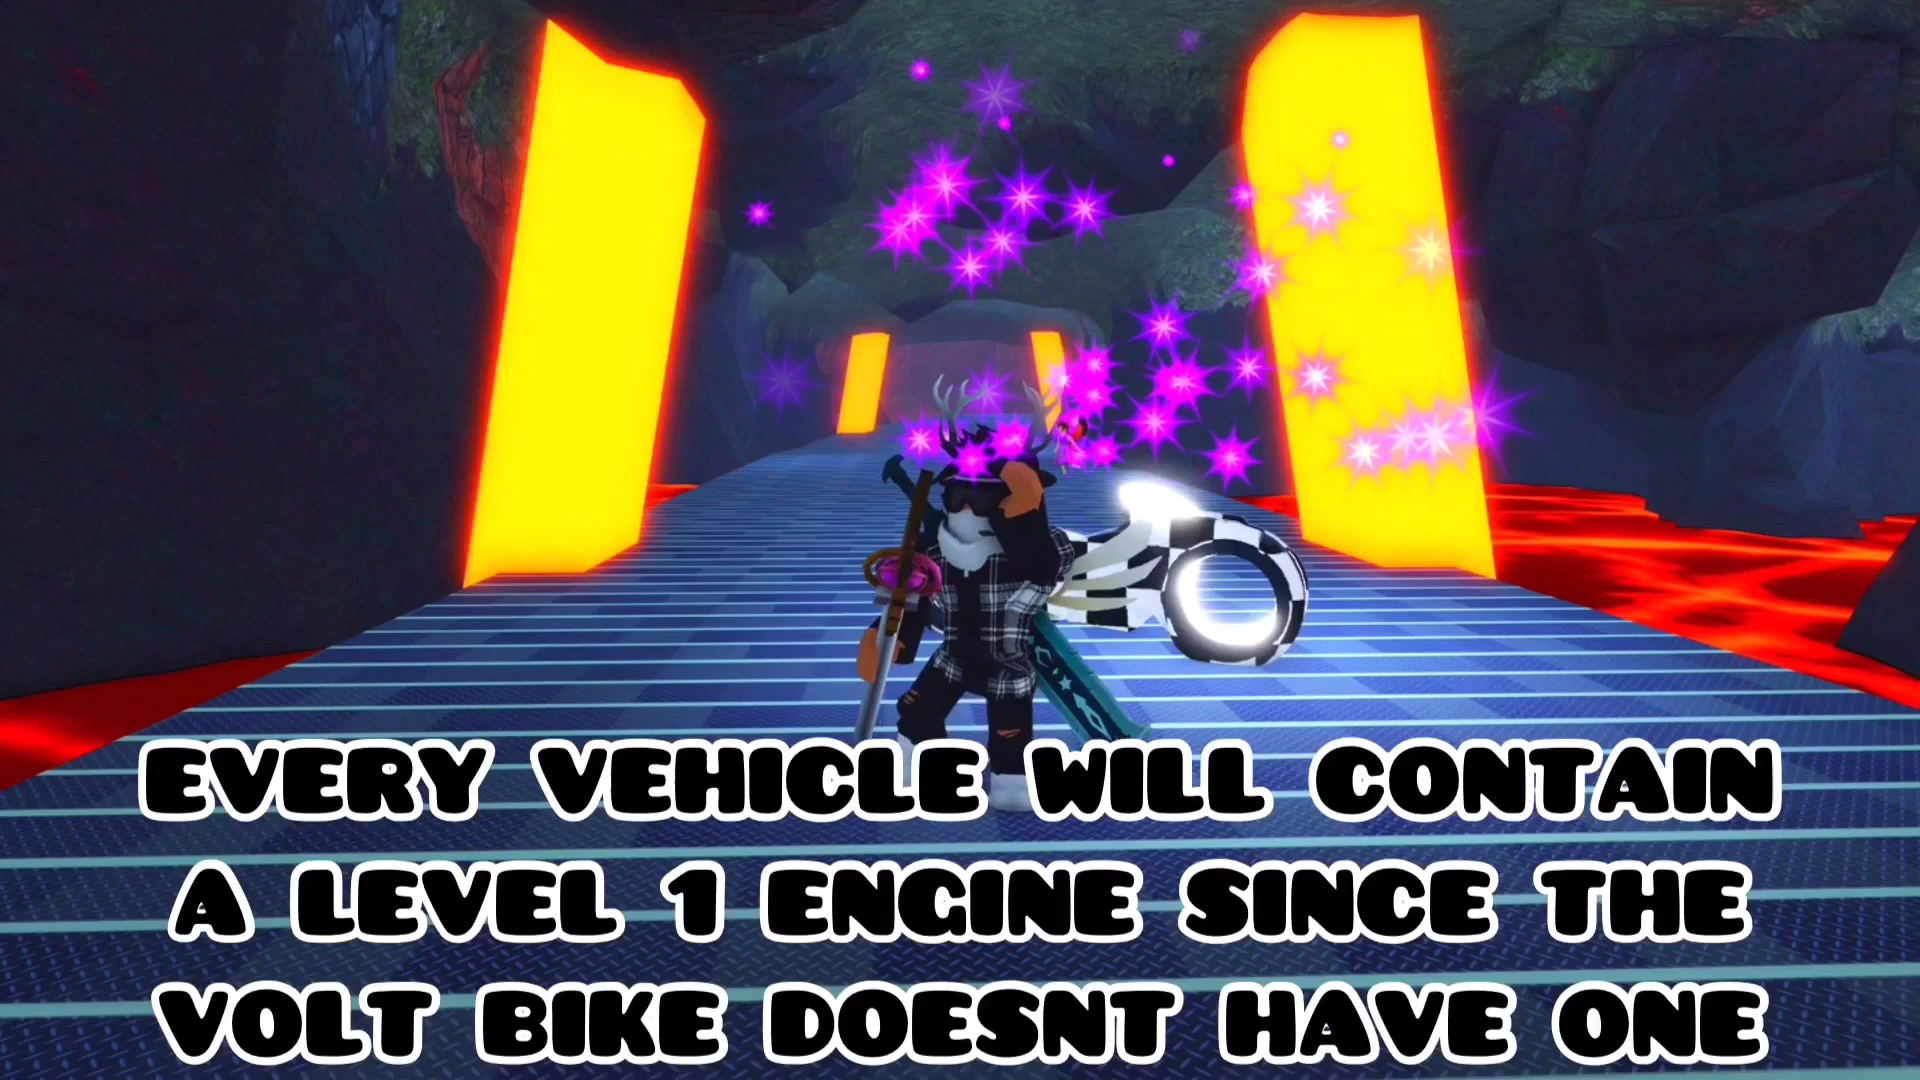 EVERY VEHICLE WILL CONTAIN
A LEVEL 1 ENGINE SINCE THE
VOLT BIKE DOESNT HAVE ONE